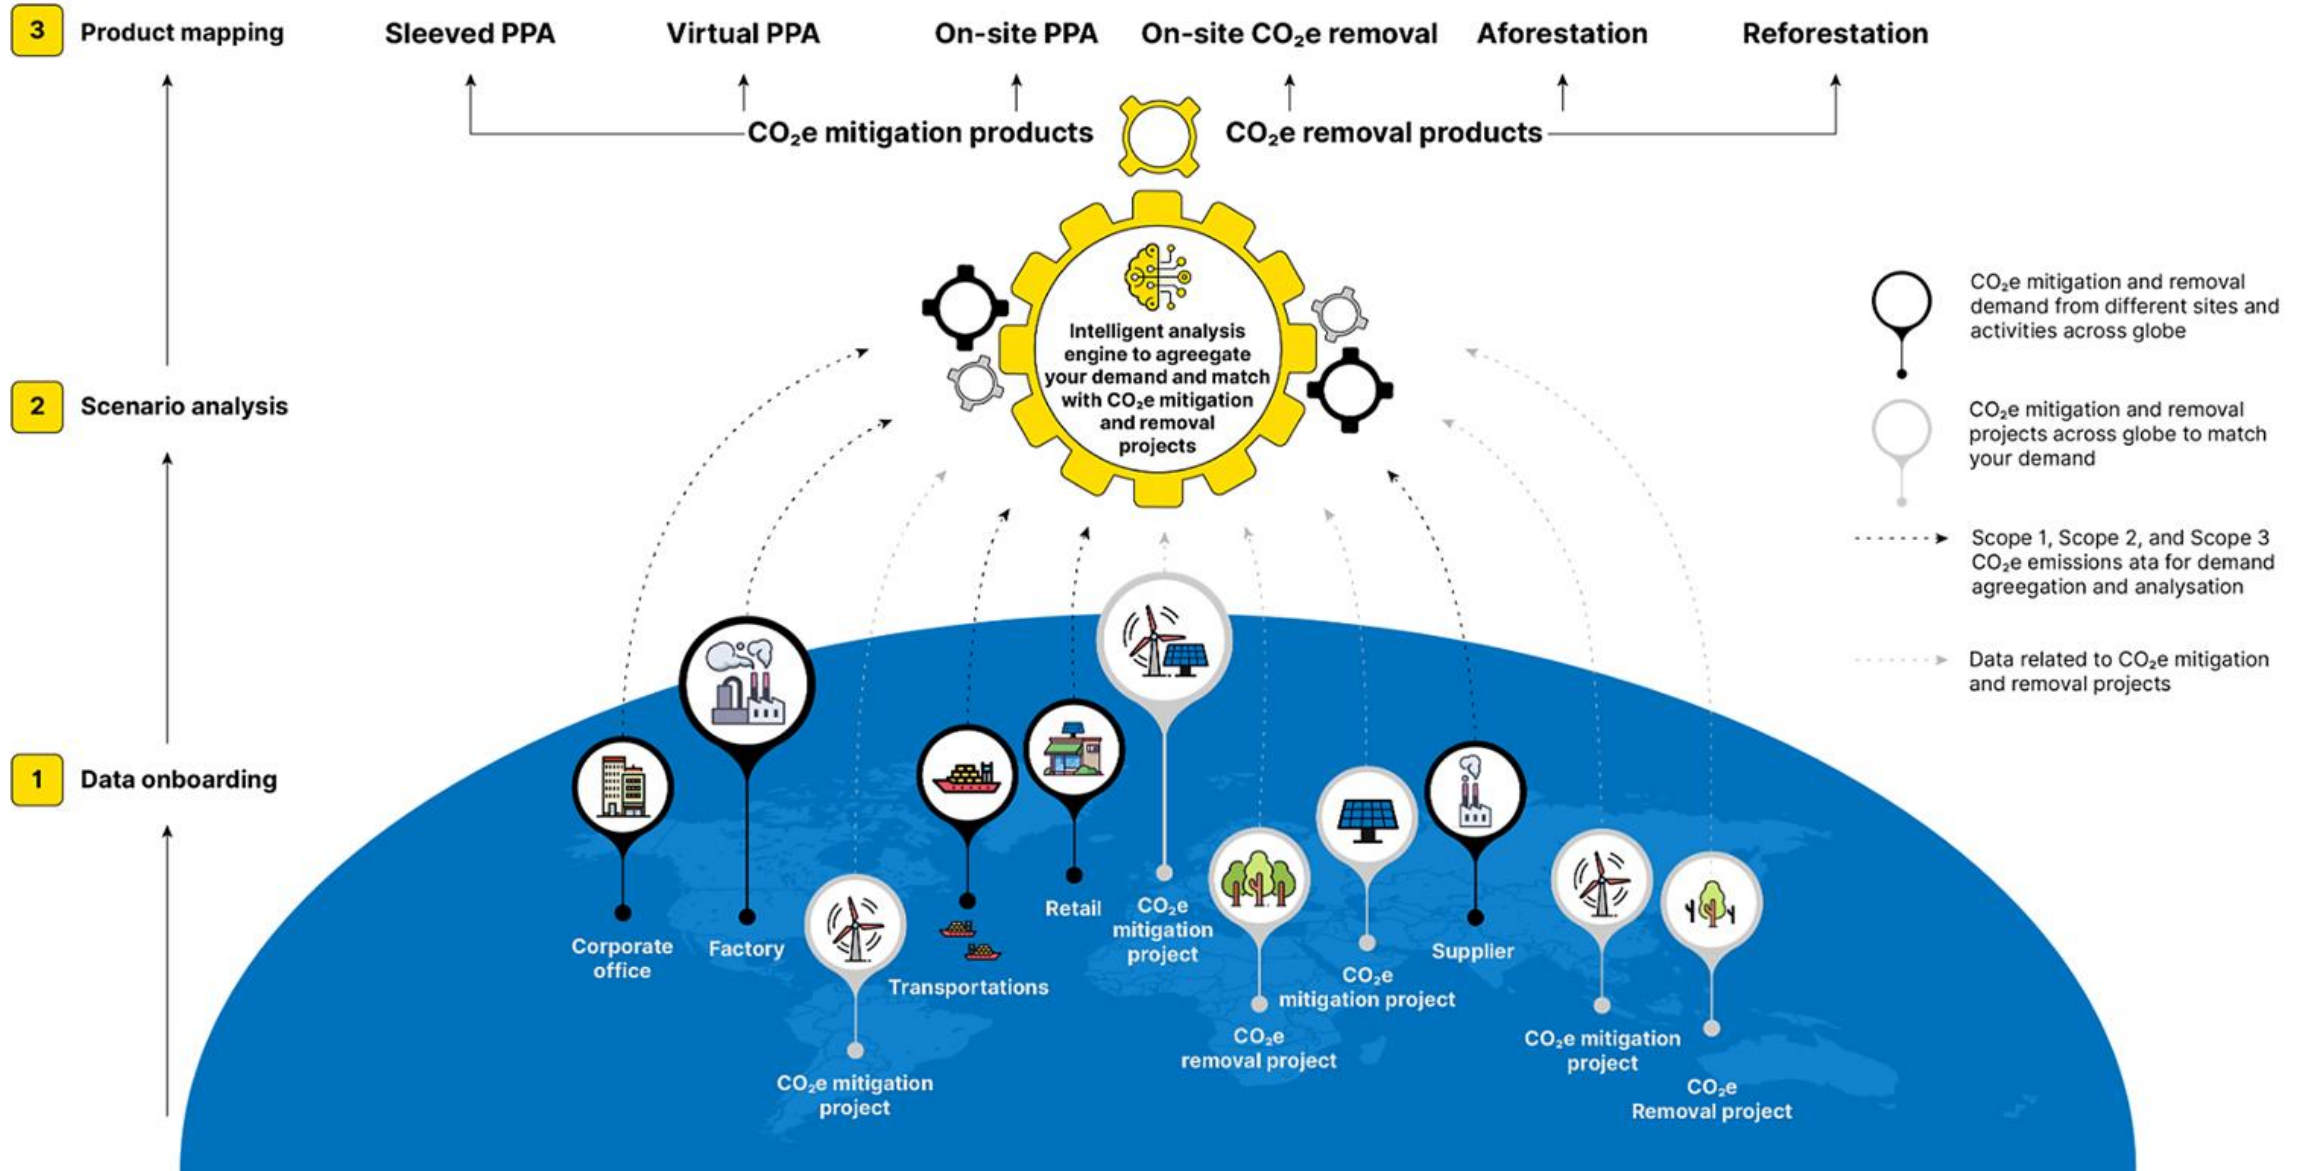 3 Product mapping
Sleeved PPA
Virtual PPA
On-site PPA
On-site CO₂e removal
Aforestation
Reforestation
CO₂e mitigation products
CO₂e removal products
Intelligent analysis
engine to agreegate
your demand and match
with CO₂e mitigation
and removal
projects
2 Scenario analysis
1 Data onboarding
CO₂e mitigation and removal
demand from different sites and
activities across globe
CO₂e mitigation and removal
projects across globe to match
your demand
Scope 1, Scope 2, and Scope 3
CO₂e emissions ata for demand
agreegation and analysation
Data related to CO₂e mitigation
and removal projects
Corporate
office
Factory
CO₂e mitigation
project
Transportations
Retail
CO₂e
mitigation
project
CO₂e
removal project
CO₂e
mitigation project
Supplier
CO₂e mitigation
project
CO₂e
Removal project